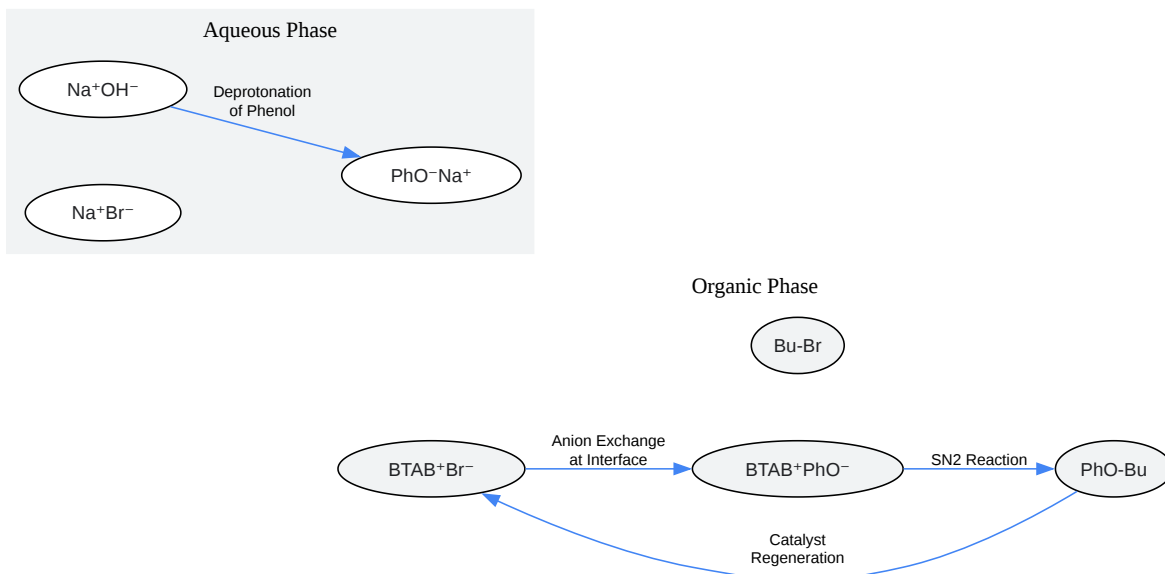 Aqueous Phase
Na⁺OH⁻
Deprotonation
of Phenol
PhO⁻Na⁺
Na⁺Br⁻
Organic Phase
Bu-Br
BTAB⁺Br⁻
Anion Exchange
at Interface
BTAB⁺PhO⁻
SN2 Reaction
PhO-Bu
Catalyst
Regeneration